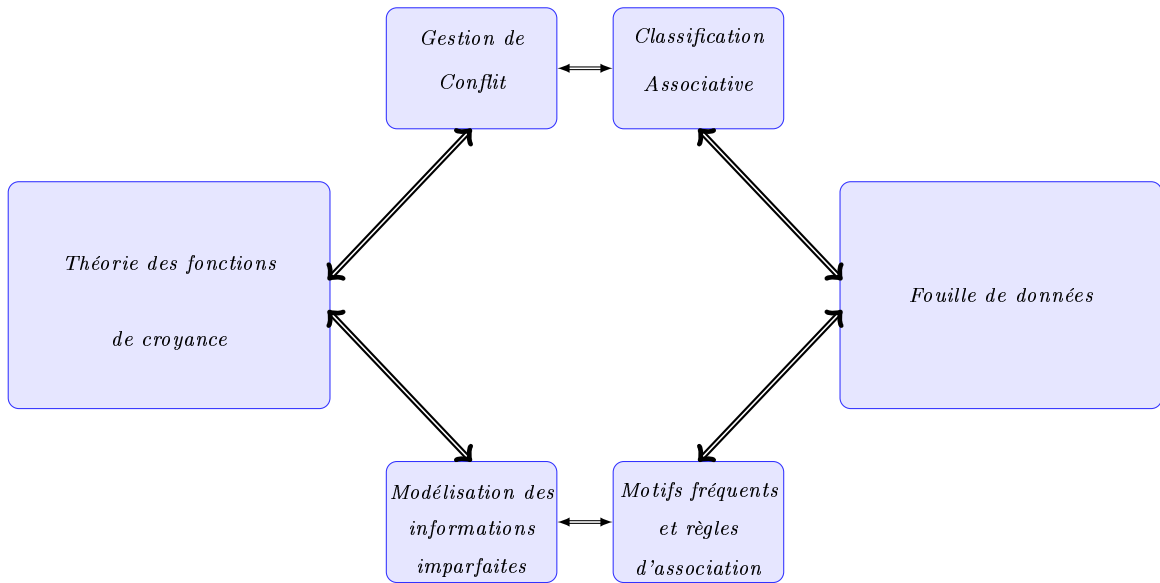 Gestion de
Conflit
Classification
Associative
Théorie des fonctions
de croyance
Fouille de données
Modélisation des
informations
imparfaites
Motifs fréquents
et règles
d'association